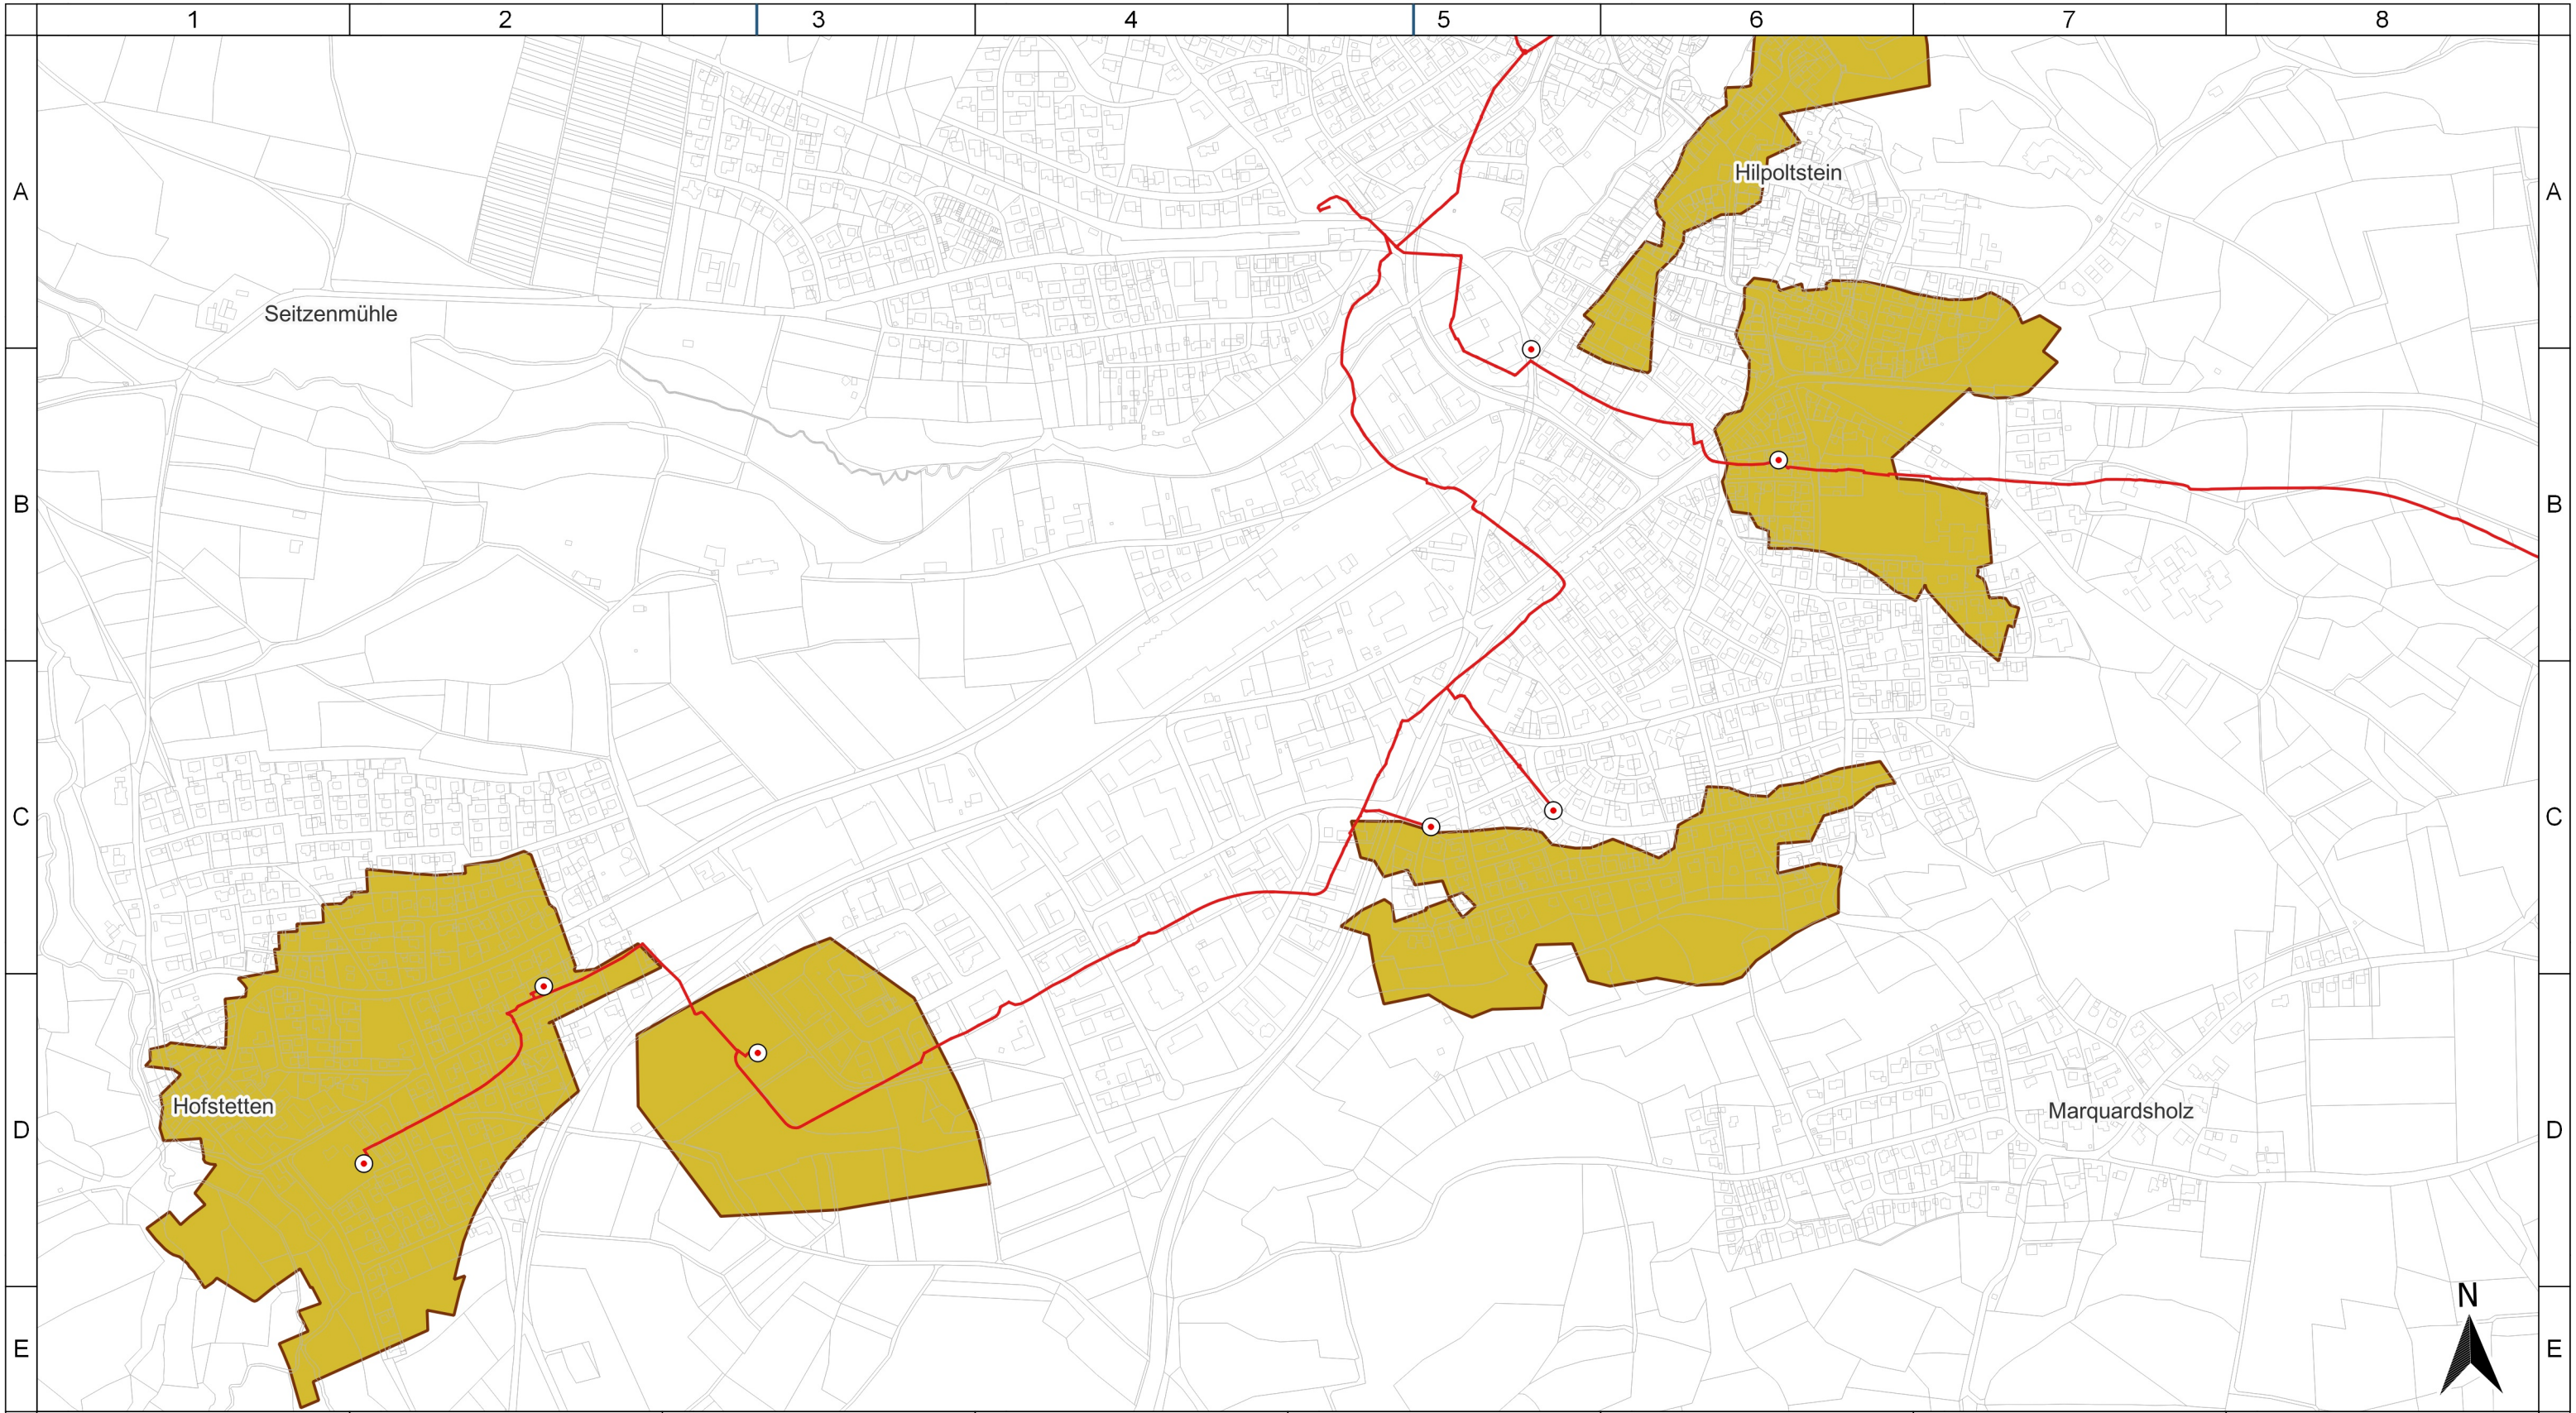 1 2 3 4 5 6 7 8
A Hilpoltstein A
Seitzenmühle
B B
C C
Hofstetten
Marquardsholz
D D
N
E E